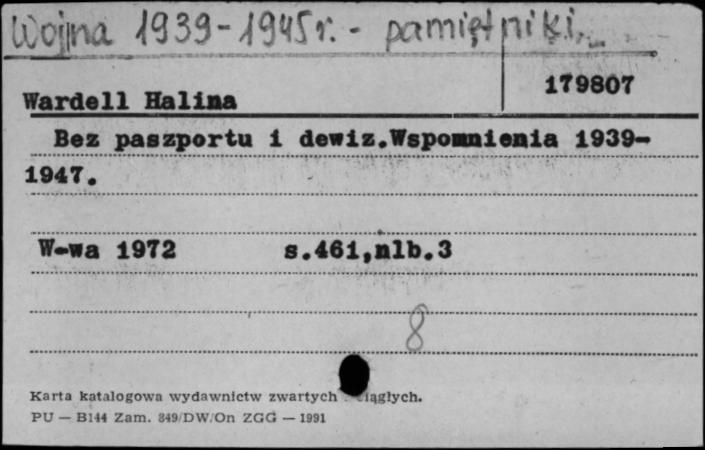 Wojna 1939-1945r. - pamiętniki.
179807
Wardell Halina
Bez paszportu i dewiz.Wspomnienia 1939-
1947.
W-wa 1972 s.461,nlb.3
8
Karta katalogowa wydawnictw zwartych ciągłych.
PU — B144 Zam. 849/DW/On ZGG — 1991